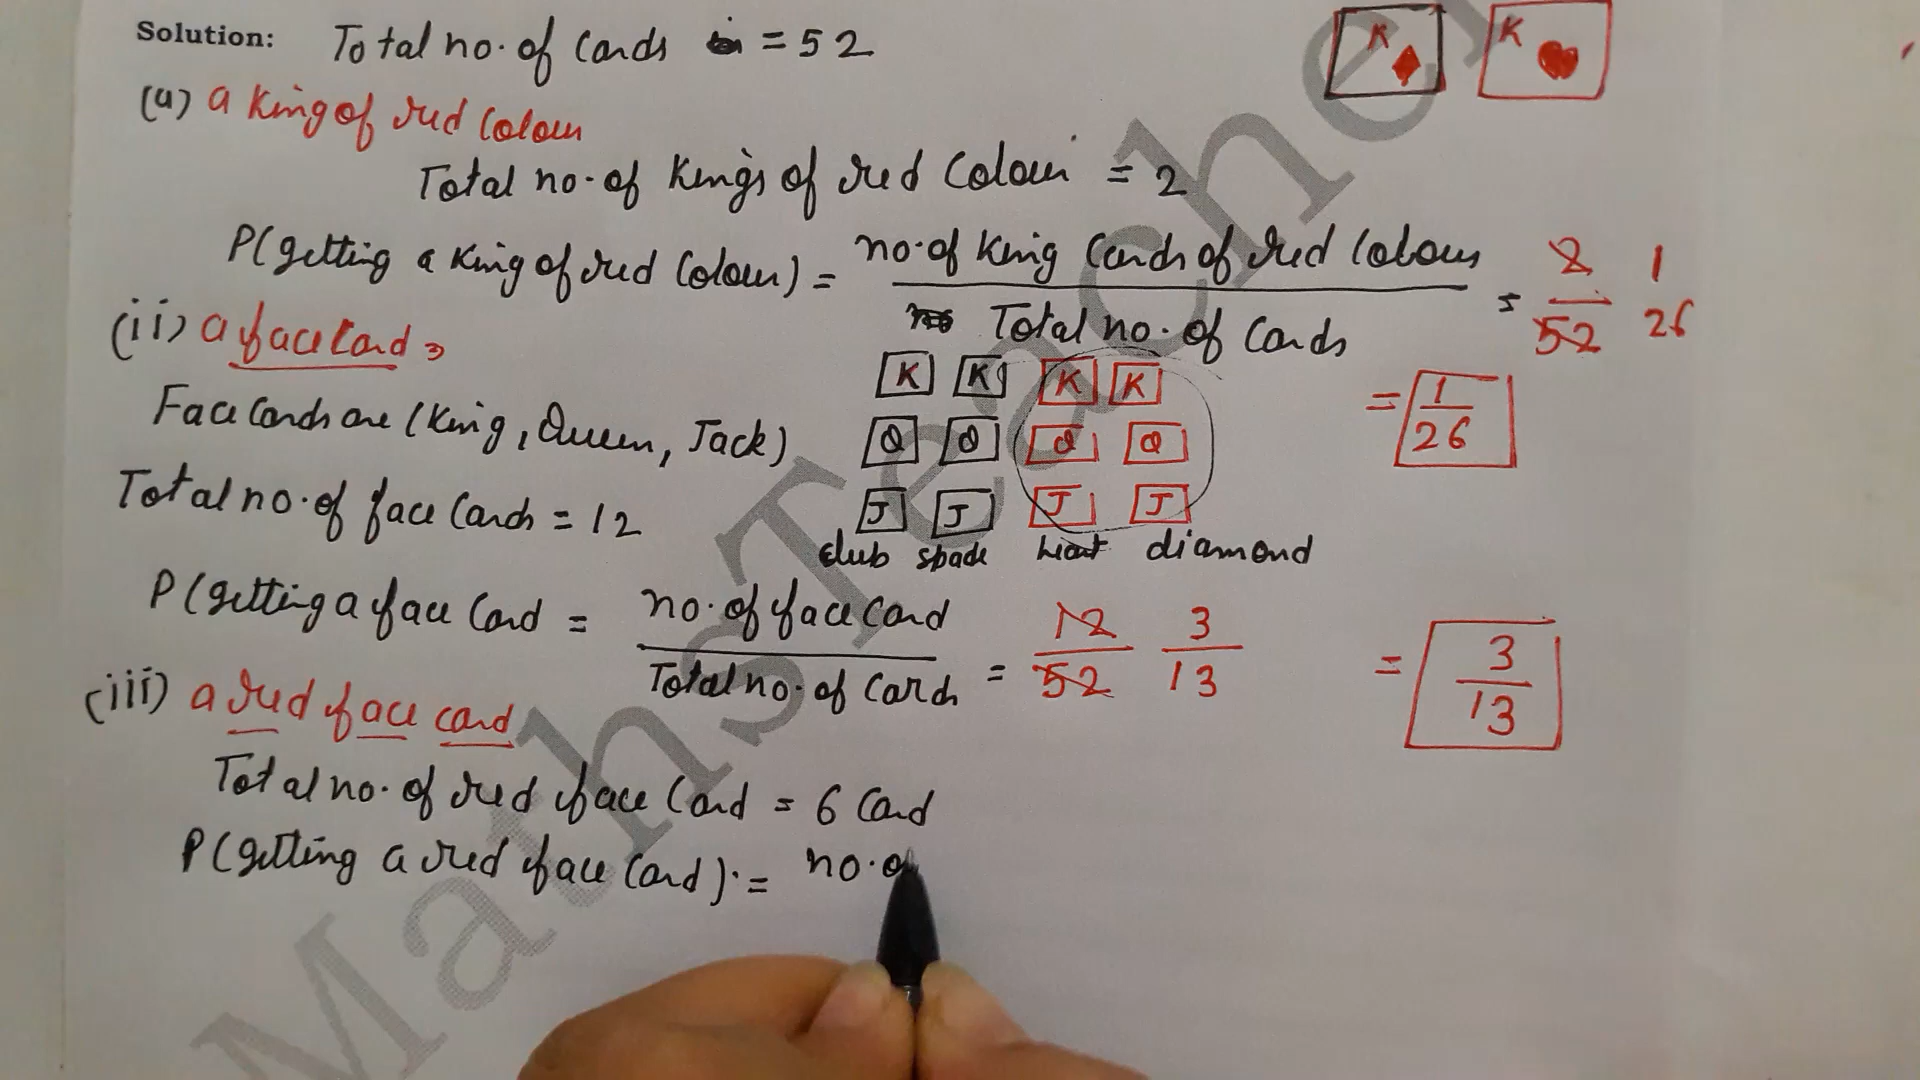 Solution: Total no. of Cards = 52
K K
(a) a King of red Colour
Total no. of Kings of red Colour = 2
P(getting a King of red Colour) = no. of King Cards of red Colour / Total no. of Cards = 2/52 1/26
= 1/26
(ii) a face Card
K K K K
Face Cards are (King, Queen, Jack)
Q Q Q Q
Total no. of face Cards = 12
J J J J
club spade heart diamond
P(getting a face Card = no. of face Card / Total no. of Cards = 12/52 3/13 = 3/13
(iii) a red face card
Total no. of red face Card = 6 Card
P(getting a red face Card) = no. o
Maths Teacher